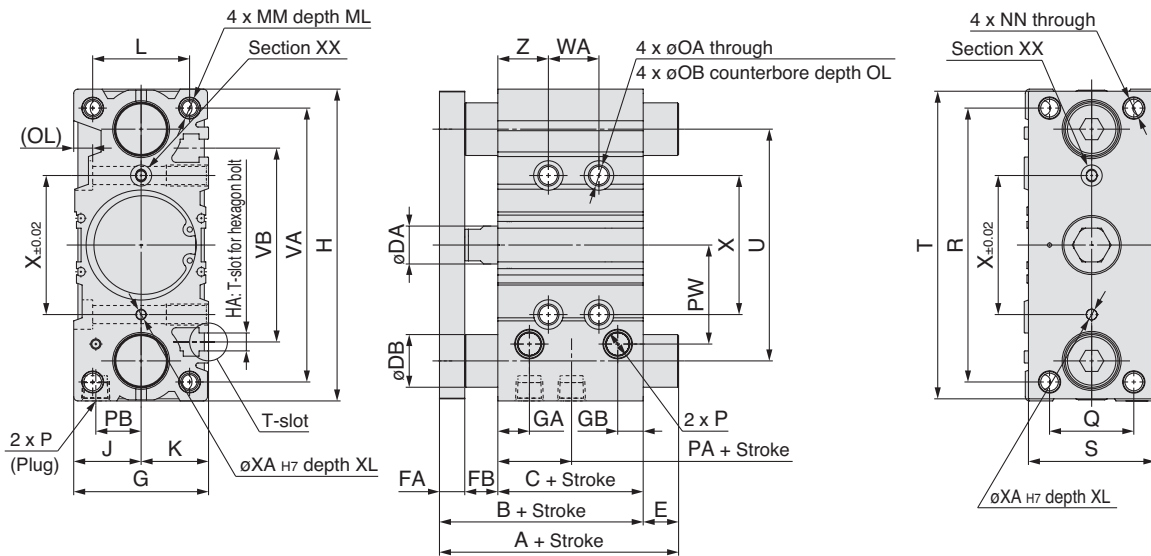 4 x MM depth ML
L
Section XX
(OL)
X±0.02
HA: T-slot for hexagon bolt
VB
VA
H
2 x P
(Plug)
PB
J
K
G
T-slot
øXA H7 depth XL
Z
WA
4 x øOA through
4 x øOB counterbore depth OL
øDA
øDB
PW
X
U
GA
GB
2 x P
PA + Stroke
FA
FB
C + Stroke
B + Stroke
E
A + Stroke
4 x NN through
Section XX
T
R
X±0.02
Q
S
øXA H7 depth XL